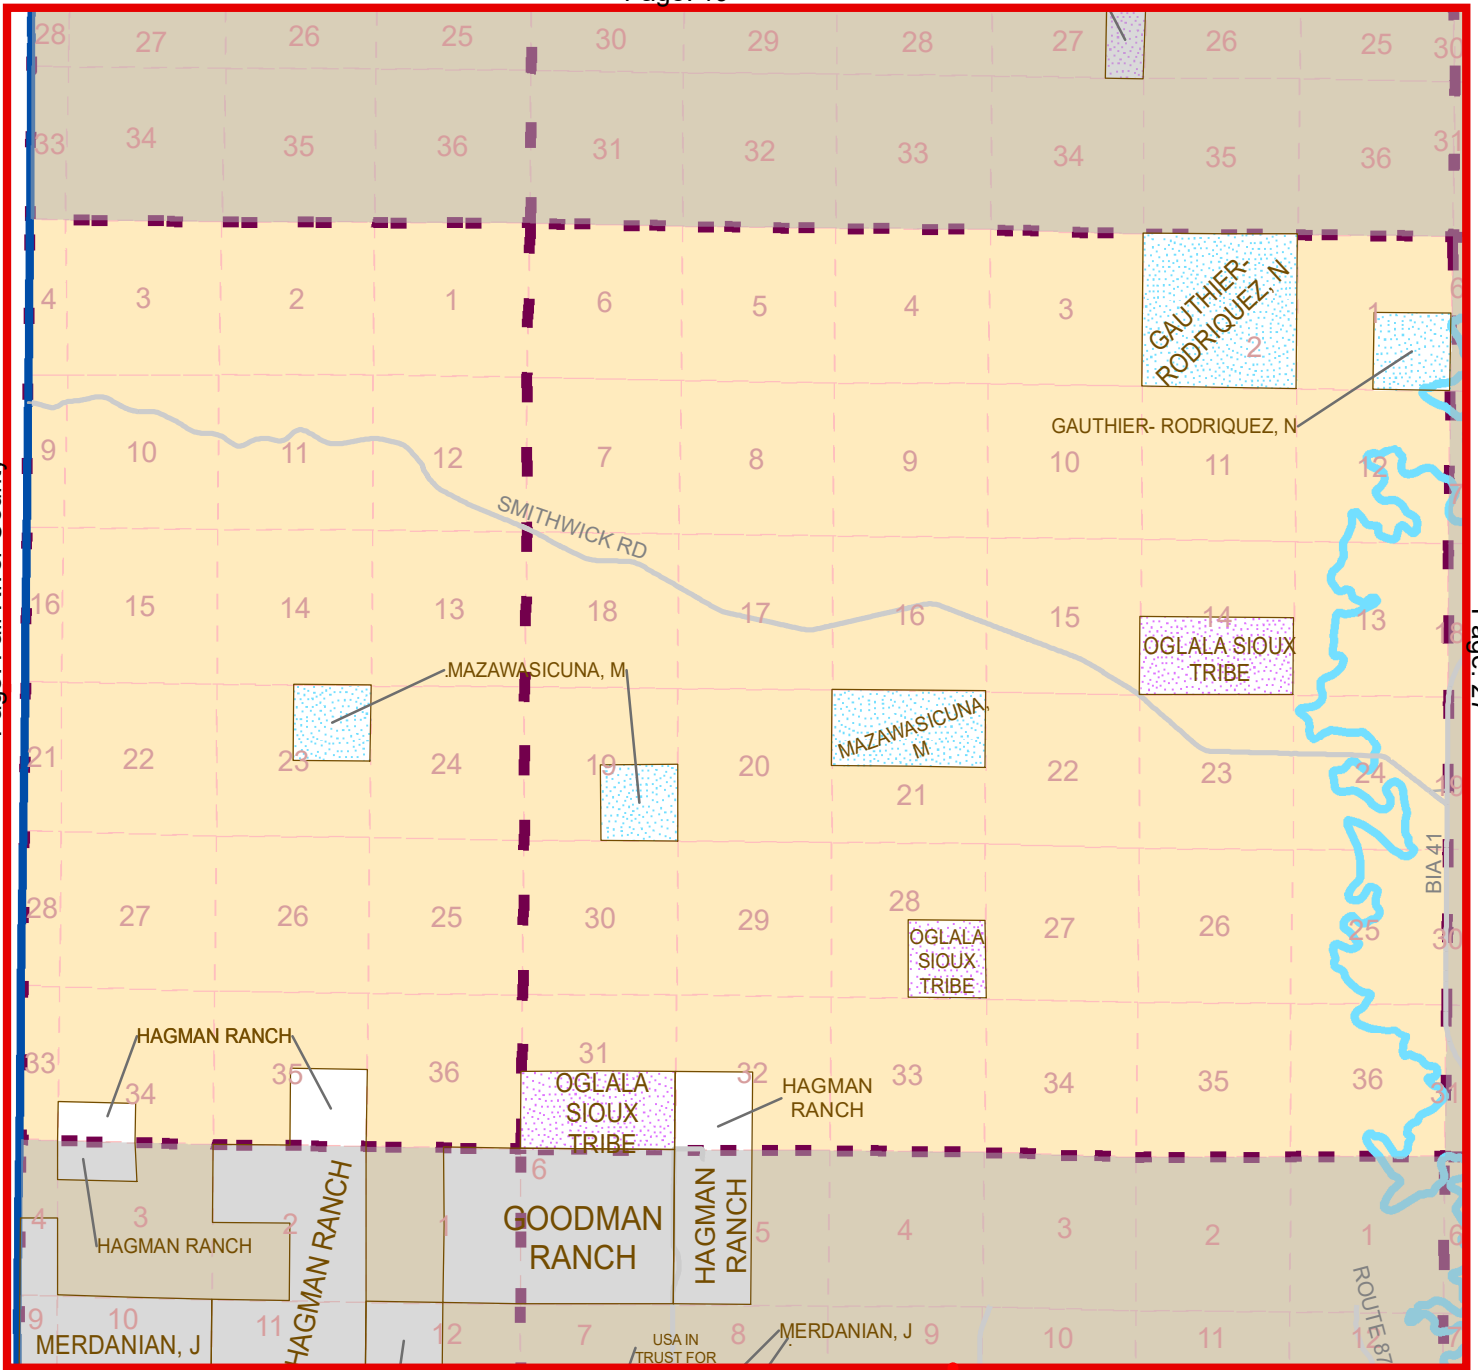 28 27 26 25 30 29 28 27 26 25 30
33 34 35 36 31 32 33 34 35 36 31
4 3 2 1 6 5 4 3 2 1 6
GAUTHIER-
RODRIQUEZ, N
GAUTHIER- RODRIQUEZ, N
9 10 11 12 7 8 9 10 11 12 7
SMITHWICK RD
16 15 14 13 18 17 16 15 14 13 18
OGLALA SIOUX
TRIBE
MAZAWASICUNA, M
MAZAWASICUNA,
M
21 22 23 24 19 20 21 22 23 24 19
BIA 41
28 27 26 25 30 29 28 27 26 25 30
OGLALA
SIOUX
TRIBE
HAGMAN RANCH
33 34 35 36 31 32 33 34 35 36 31
OGLALA
SIOUX
TRIBE
HAGMAN
RANCH
4 3 2 1 6 5 4 3 2 1 6
HAGMAN RANCH
HAGMAN RANCH
GOODMAN
RANCH
HAGMAN
RANCH
ROUTE 87
9 10 11 12 7 8 9 10 11 12 7
MERDANIAN, J
USA IN
TRUST FOR
MERDANIAN, J